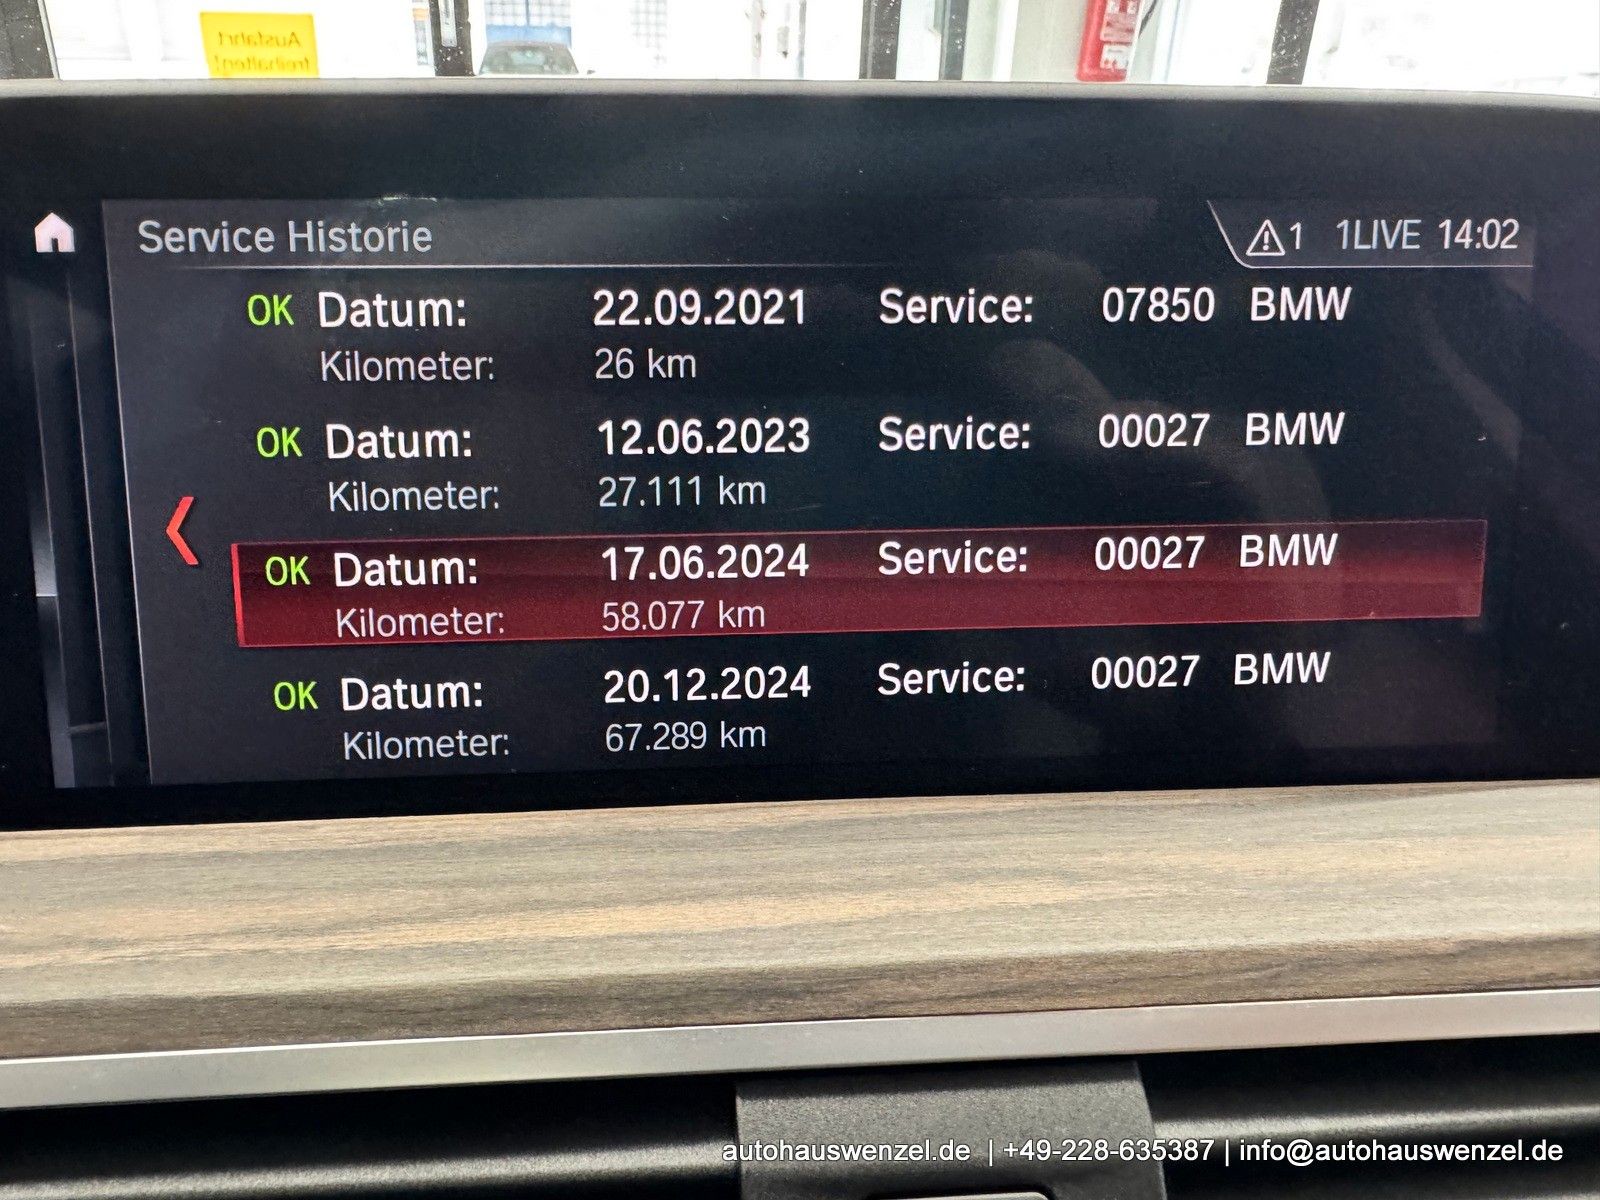 Ausfahrt
freihalten!
Service Historie
1 1LIVE 14:02
OK Datum: 22.09.2021 Service: 07850 BMW
Kilometer: 26 km
OK Datum: 12.06.2023 Service: 00027 BMW
Kilometer: 27.111 km
OK Datum: 17.06.2024 Service: 00027 BMW
Kilometer: 58.077 km
OK Datum: 20.12.2024 Service: 00027 BMW
Kilometer: 67.289 km
autohauswenzel.de | +49-228-635387 | info@autohauswenzel.de